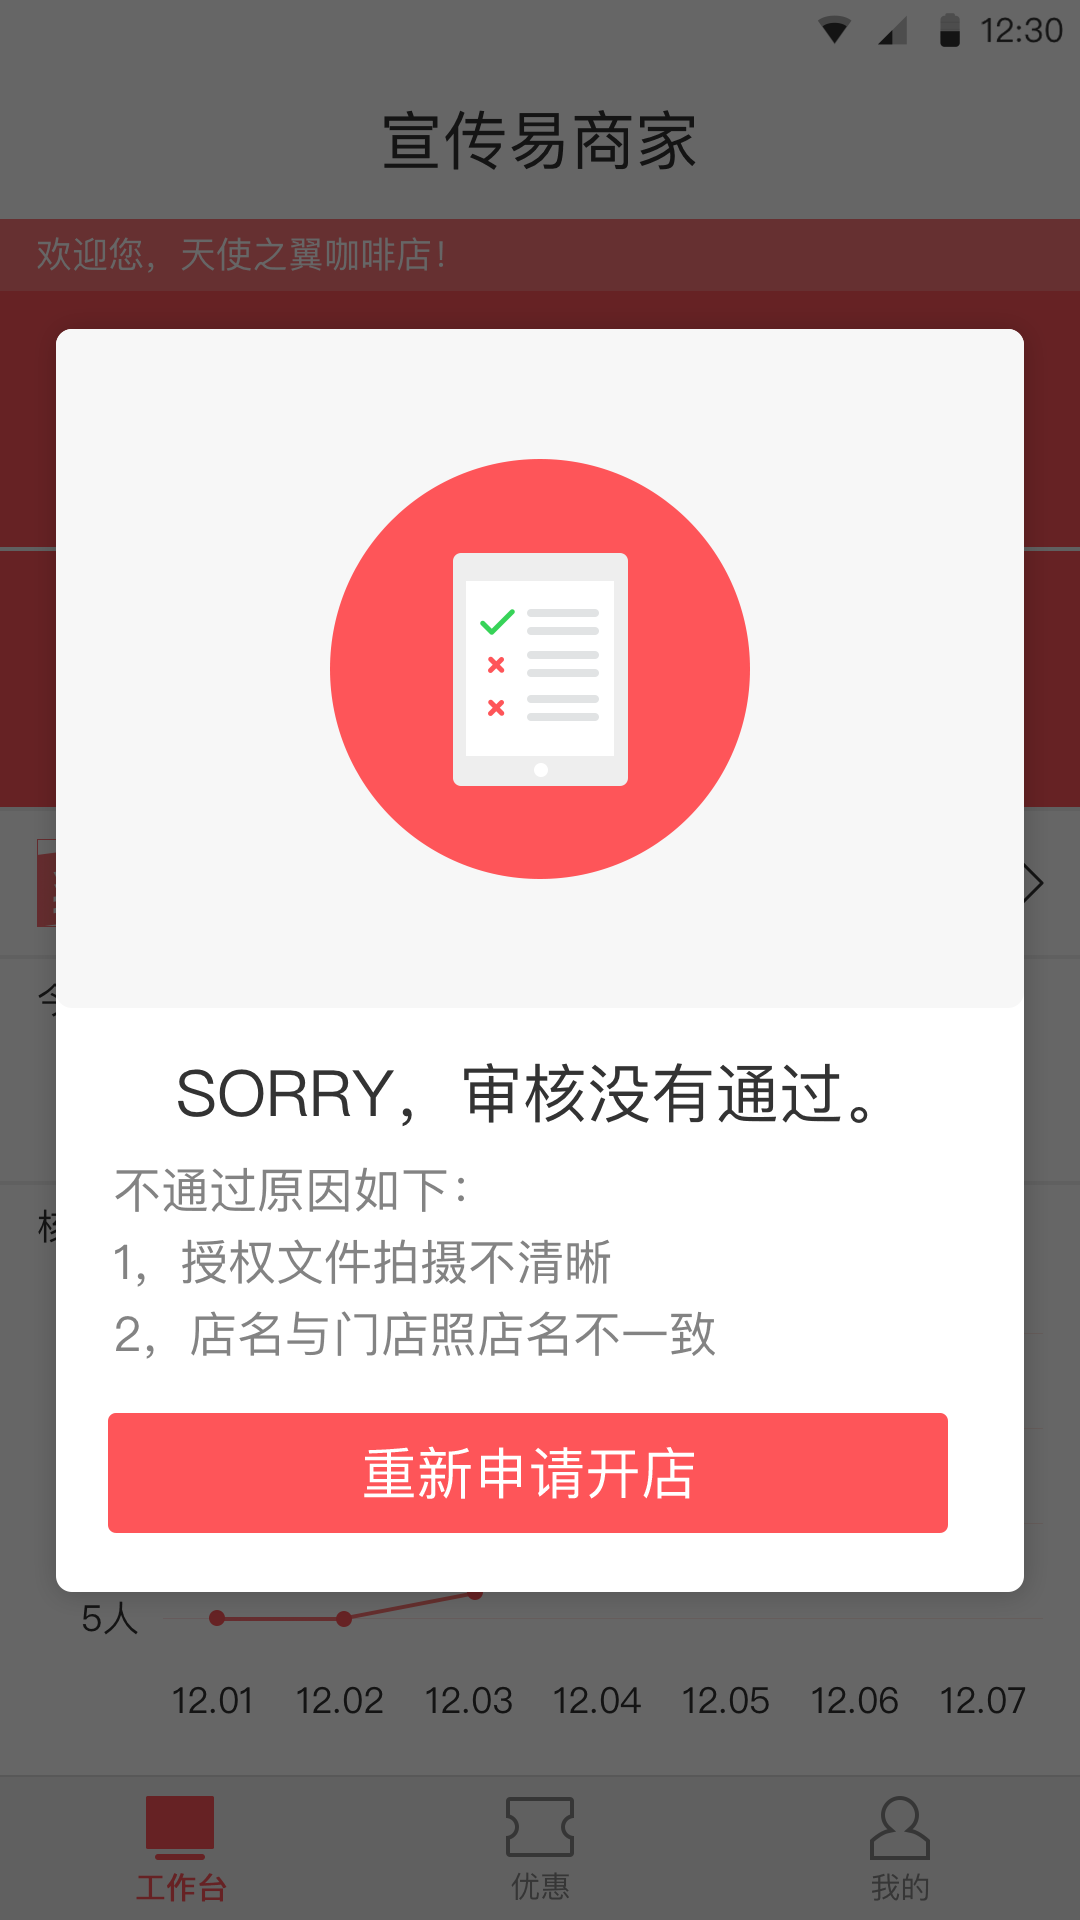 12:30
宣传易商家
欢迎您，天使之翼咖啡店！
SORRY，审核没有通过。
不通过原因如下：
1，授权文件拍摄不清晰
2，店名与门店照店名不一致
重新申请开店
5人
12.01 12.02 12.03 12.04 12.05 12.06 12.07
工作台 优惠 我的